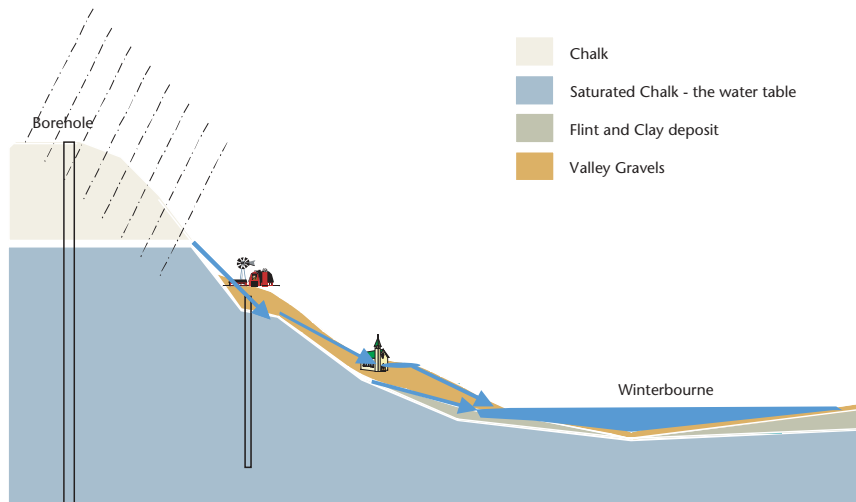 Borehole
Chalk
Saturated Chalk - the water table
Flint and Clay deposit
Valley Gravels
Winterbourne